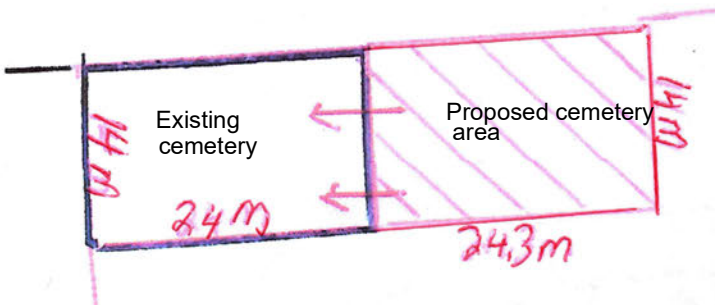 Existing
cemetery
Proposed cemetery
area
14m
14m
24m
24.3m